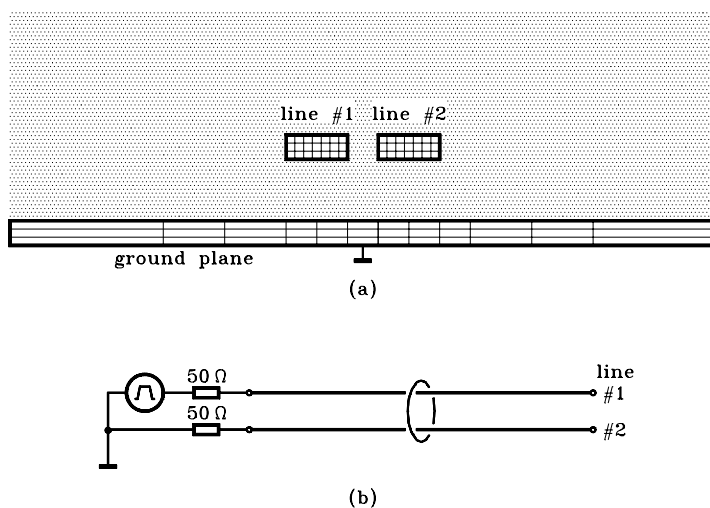 line #1 line #2
ground plane
(a)
50 Ω
line
#1
50 Ω
#2
(b)